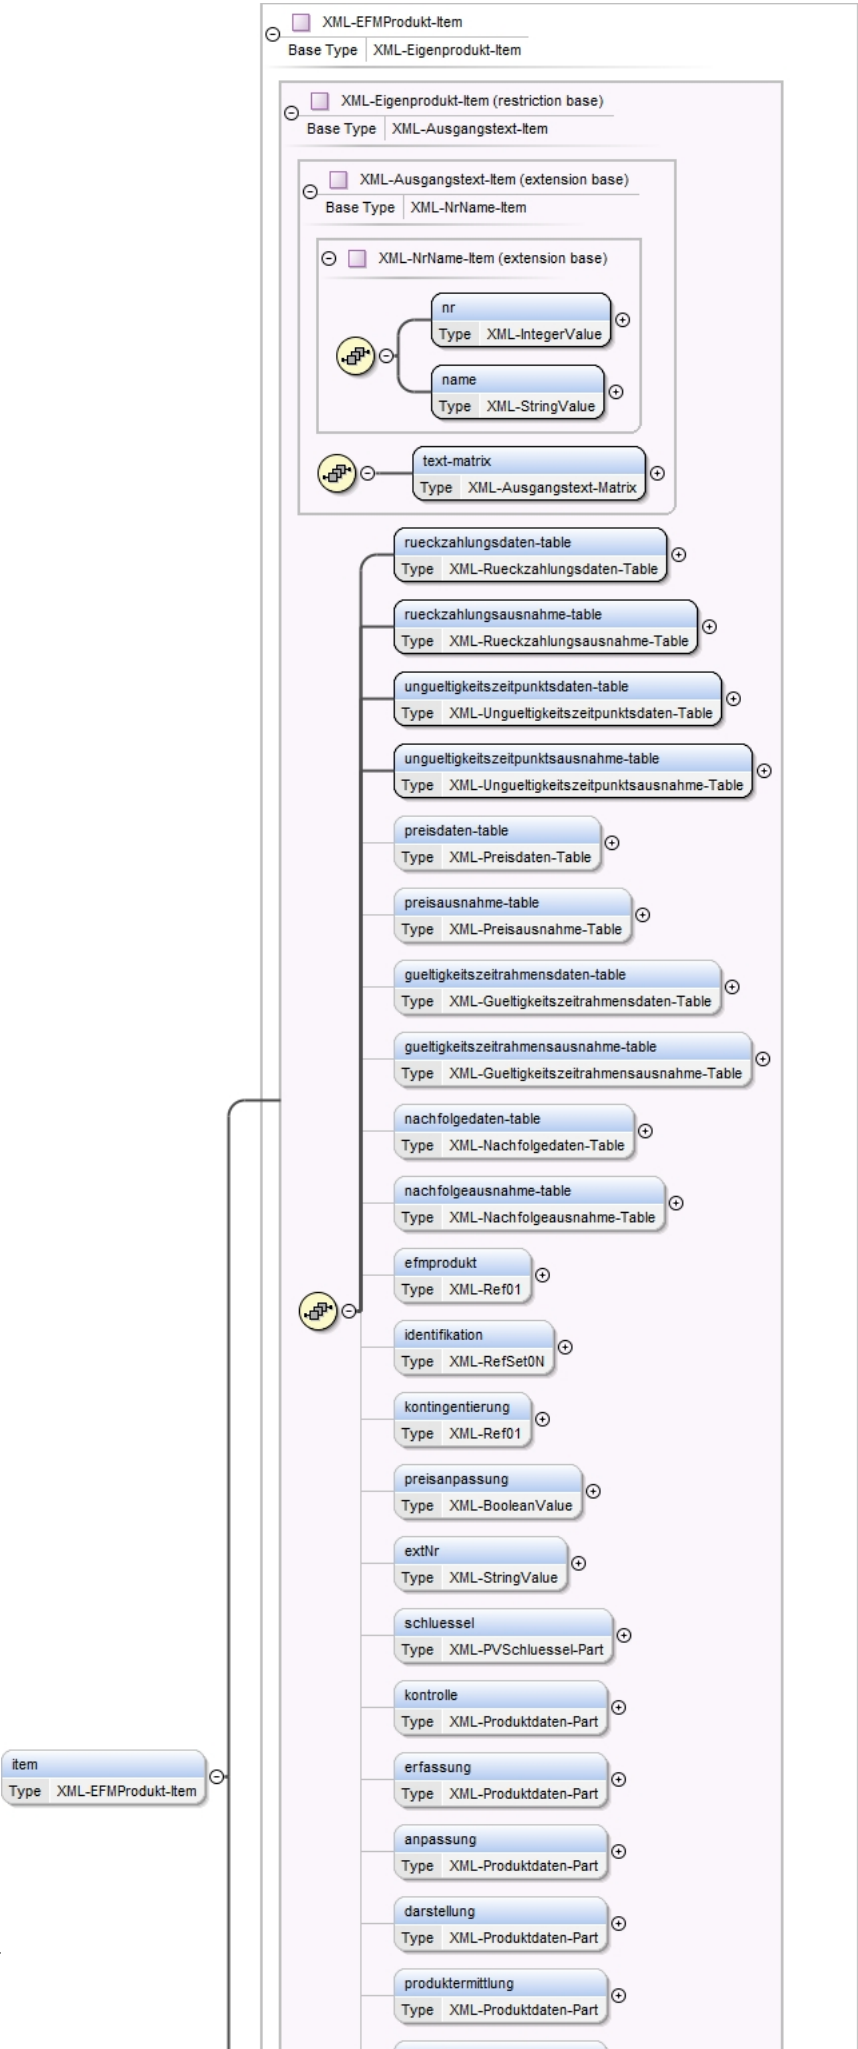 XML-EFMProdukt-Item
Base Type XML-Eigenprodukt-Item
XML-Eigenprodukt-Item (restriction base)
Base Type XML-Ausgangstext-Item
XML-Ausgangstext-Item (extension base)
Base Type XML-NrName-Item
XML-NrName-Item (extension base)
nr
Type XML-IntegerValue
name
Type XML-StringValue
text-matrix
Type XML-Ausgangstext-Matrix
rueckzahlungsdaten-table
Type XML-Rueckzahlungsdaten-Table
rueckzahlungsausnahme-table
Type XML-Rueckzahlungsausnahme-Table
ungueltigkeitszeitpunktsdaten-table
Type XML-Ungueltigkeitszeitpunktsdaten-Table
ungueltigkeitszeitpunktsausnahme-table
Type XML-Ungueltigkeitszeitpunktsausnahme-Table
preisdaten-table
Type XML-Preisdaten-Table
preisausnahme-table
Type XML-Preisausnahme-Table
gueltigkeitszeitrahmensdaten-table
Type XML-Gueltigkeitszeitrahmensdaten-Table
gueltigkeitszeitrahmensausnahme-table
Type XML-Gueltigkeitszeitrahmensausnahme-Table
nachfolgedaten-table
Type XML-Nachfolgedaten-Table
nachfolgeausnahme-table
Type XML-Nachfolgeausnahme-Table
efmprodukt
Type XML-Ref01
identifikation
Type XML-RefSet0N
kontingentierung
Type XML-Ref01
preisanpassung
Type XML-BooleanValue
extNr
Type XML-StringValue
schluessel
Type XML-PVSchluessel-Part
kontrolle
Type XML-Produktdaten-Part
item
Type XML-EFMProdukt-Item
erfassung
Type XML-Produktdaten-Part
anpassung
Type XML-Produktdaten-Part
darstellung
Type XML-Produktdaten-Part
produktermittlung
Type XML-Produktdaten-Part